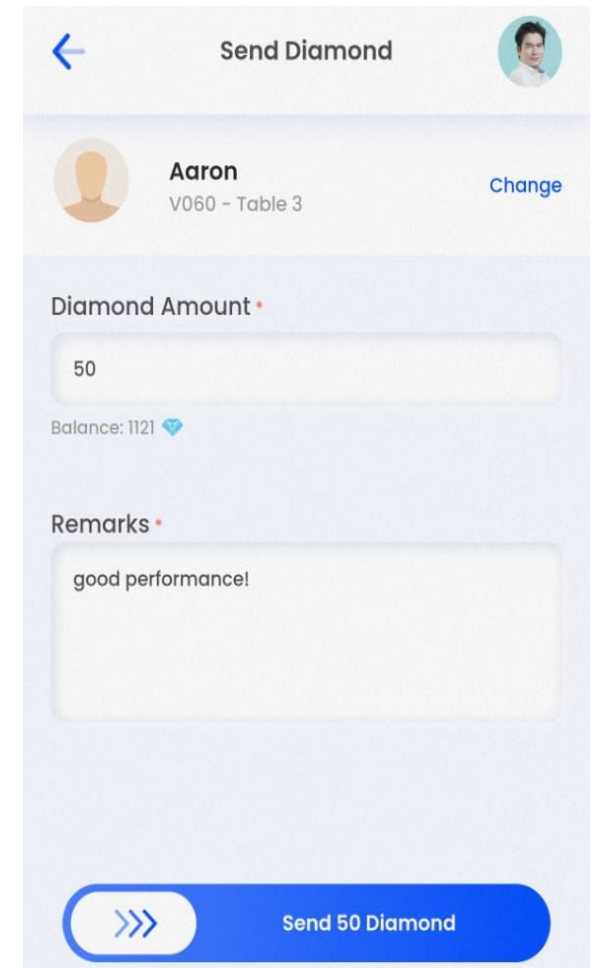 Send Diamond
Aaron
V060 - Table 3
Change
Diamond Amount *
50
Balance: 1121
Remarks *
good performance!
Send 50 Diamond